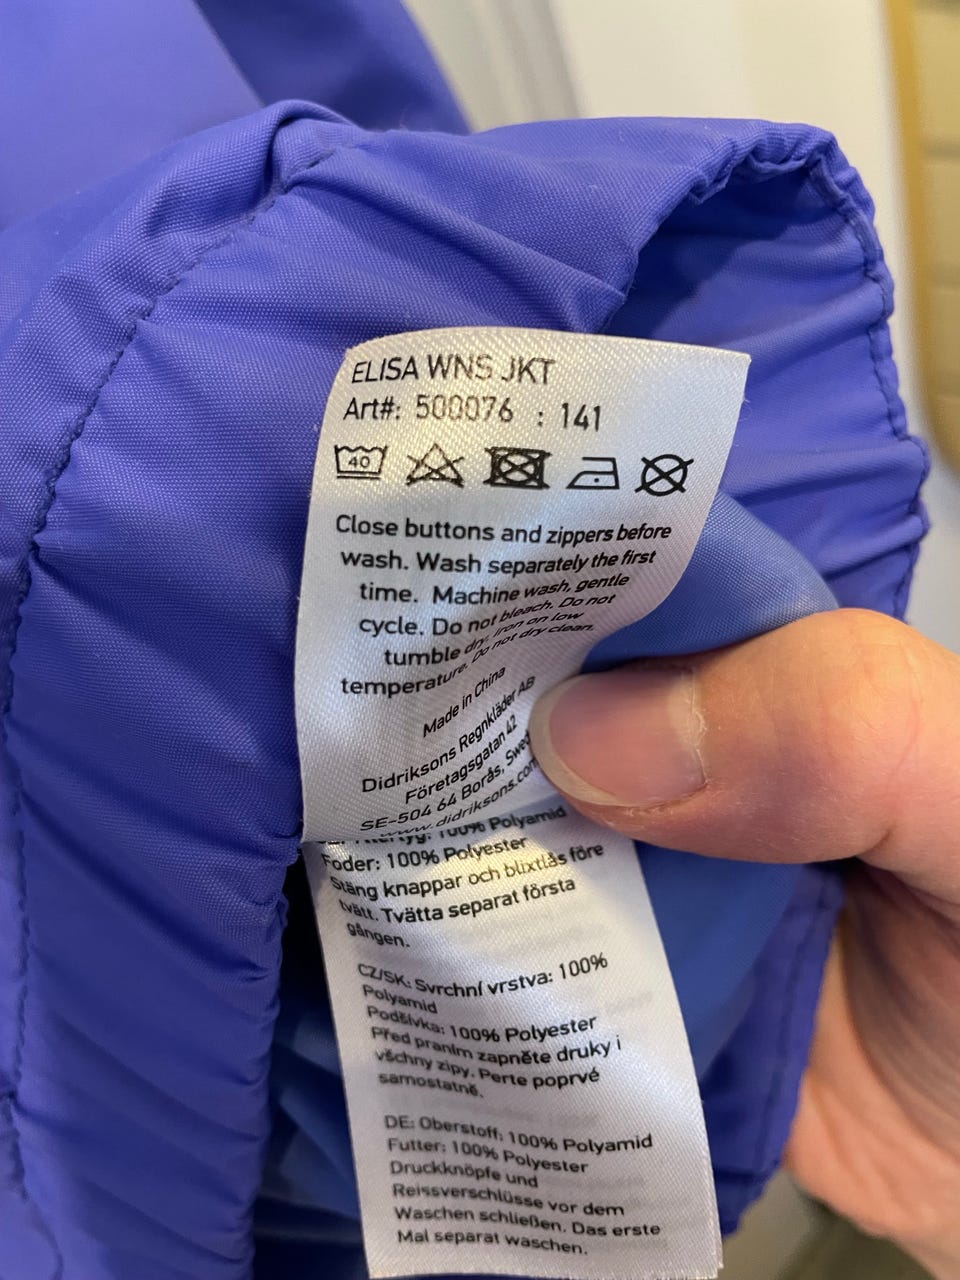 ELISA WNS JKT
Art#: 500076 : 141
40
Close buttons and zippers before
wash. Wash separately the first
time. Machine wash, gentle
cycle. Do not bleach. Do not
tumble dry, iron on low
temperature. Do not dry clean.
Made in China
Didriksons Regnkläder AB
Företagsgatan 42
SE-504 64 Borås,
www.didriksons.com
100% Polyamid
Foder: 100% Polyester
Stäng knappar och blixtlås före
tvätt. Tvätta separat första
gången.
CZ/SK: Svrchní vrstva: 100%
Polyamid
Podšívka: 100% Polyester
Před praním zapněte druky i
všchny zipy. Perte poprvé
samostatně.
DE: Oberstoff: 100% Polyamid
Futter: 100% Polyester
Druckknöpfe und
Reissverschlüsse vor dem
Waschen schließen. Das erste
Mal separat waschen.